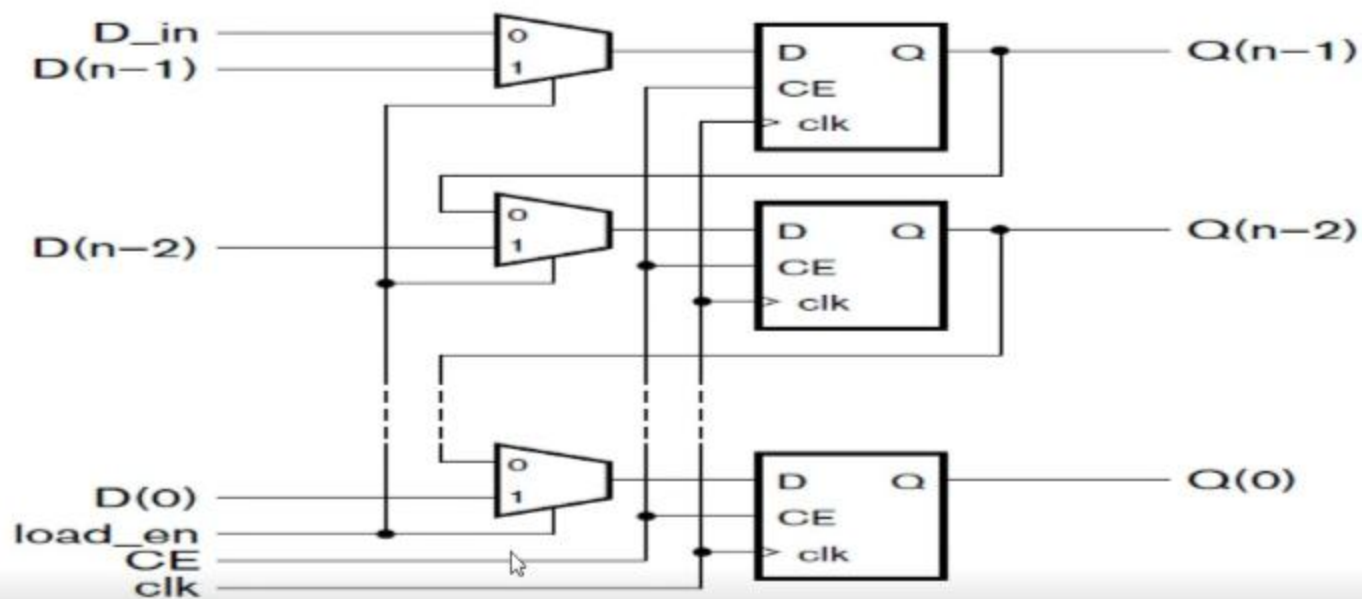 D_in 0 D Q Q(n-1)
D(n-1) 1 CE
clk
0 D Q Q(n-2)
D(n-2) 1 CE
clk
0 D Q Q(0)
D(0) 1 CE
load_en clk
CE
clk